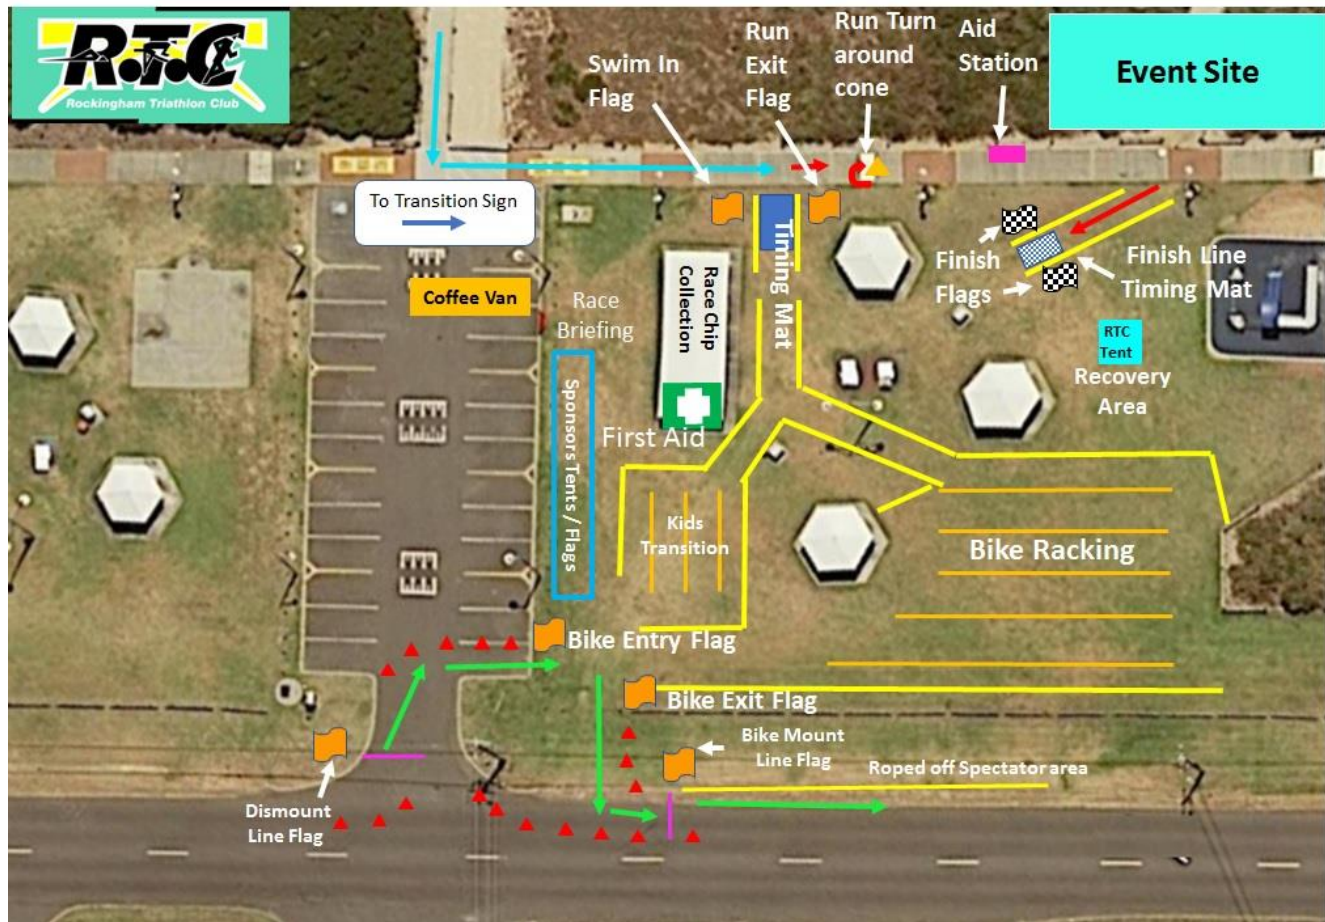 R.T.C
Rockingham Triathlon Club
Swim In
Flag
Run
Exit
Flag
Run Turn
around
cone
Aid
Station
Event Site
To Transition Sign
Coffee Van
Race
Briefing
Race Chip
Collection
Timing Mat
Finish
Flags
Finish Line
Timing Mat
RTC
Tent
Recovery
Area
Sponsors Tents / Flags
First Aid
Kids
Transition
Bike Racking
Bike Entry Flag
Bike Exit Flag
Bike Mount
Line Flag
Roped off Spectator area
Dismount
Line Flag